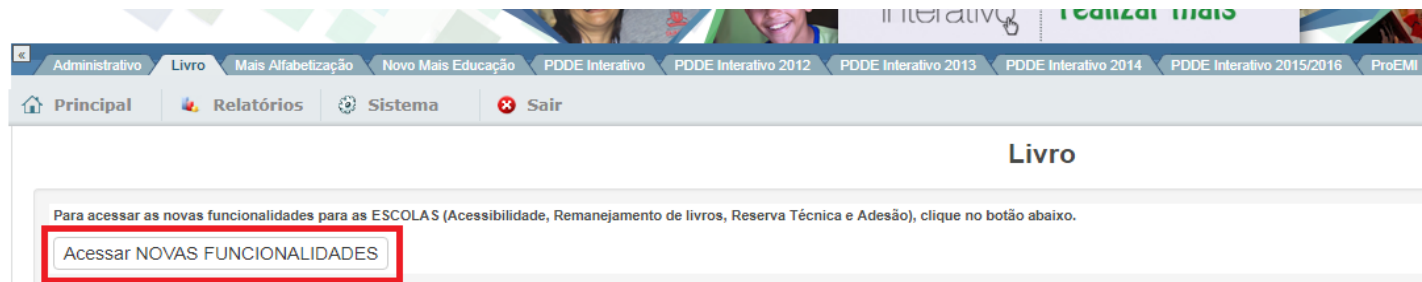 interativo realizar mais
« Administrativo Livro Mais Alfabetização Novo Mais Educação PDDE Interativo PDDE Interativo 2012 PDDE Interativo 2013 PDDE Interativo 2014 PDDE Interativo 2015/2016 ProEMI
Principal Relatórios Sistema Sair
Livro
Para acessar as novas funcionalidades para as ESCOLAS (Acessibilidade, Remanejamento de livros, Reserva Técnica e Adesão), clique no botão abaixo.
Acessar NOVAS FUNCIONALIDADES